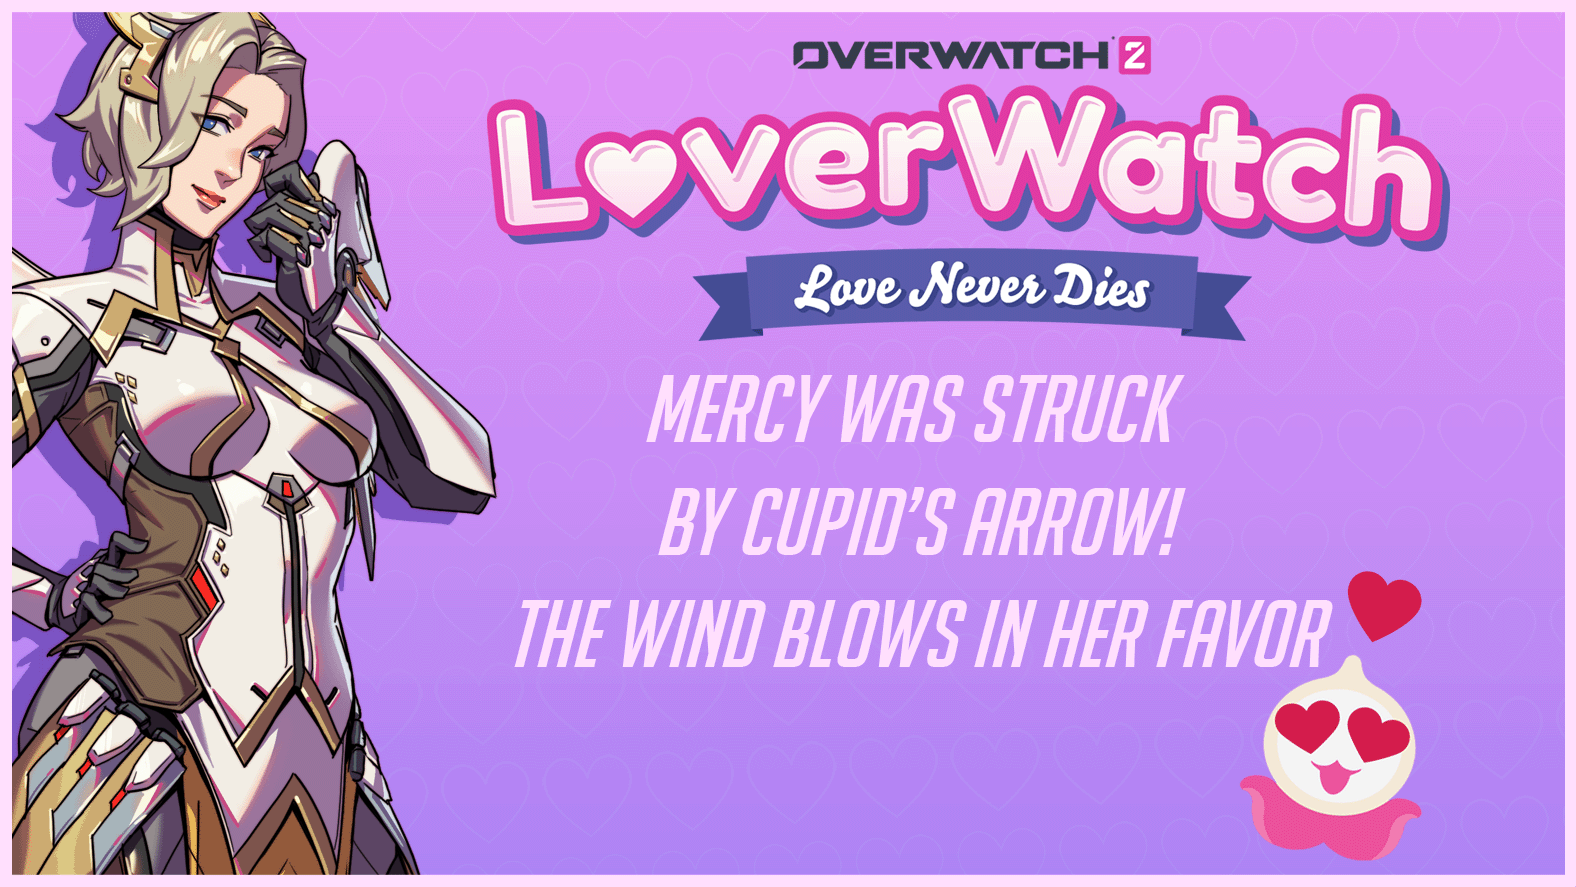 OVERWATCH 2
LoverWatch
Love Never Dies
MERCY WAS STRUCK
BY CUPID’S ARROW!
THE WIND BLOWS IN HER FAVOR